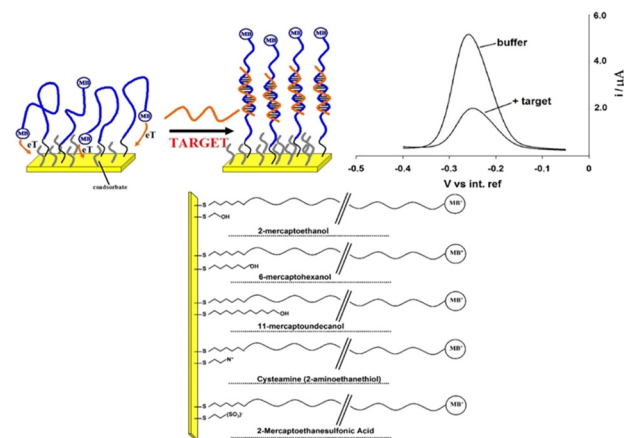 MB
MB MB MB MB
MB
MB
MB
MB
eT
eT
eT
TARGET
coadsorbate
6.0
4.0
2.0
i / µA
buffer
+ target
-0.5 -0.4 -0.3 -0.2 -0.1 0
V vs int. ref
S MB⁺
S OH
2-mercaptoethanol
S MB⁺
S OH
6-mercaptohexanol
S MB⁺
S OH
11-mercaptoundecanol
S MB⁺
S N⁺
Cysteamine (2-aminoethanethiol)
S MB⁺
S (SO₃)⁻
2-Mercaptoethanesulfonic Acid